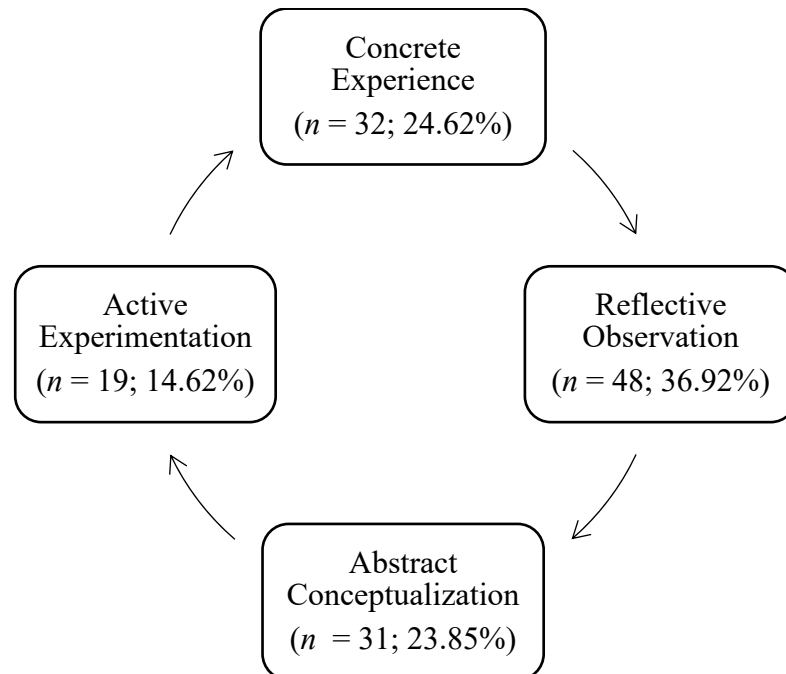 Concrete
Experience
(n = 32; 24.62%)
Active
Experimentation
(n = 19; 14.62%)
Reflective
Observation
(n = 48; 36.92%)
Abstract
Conceptualization
(n  = 31; 23.85%)